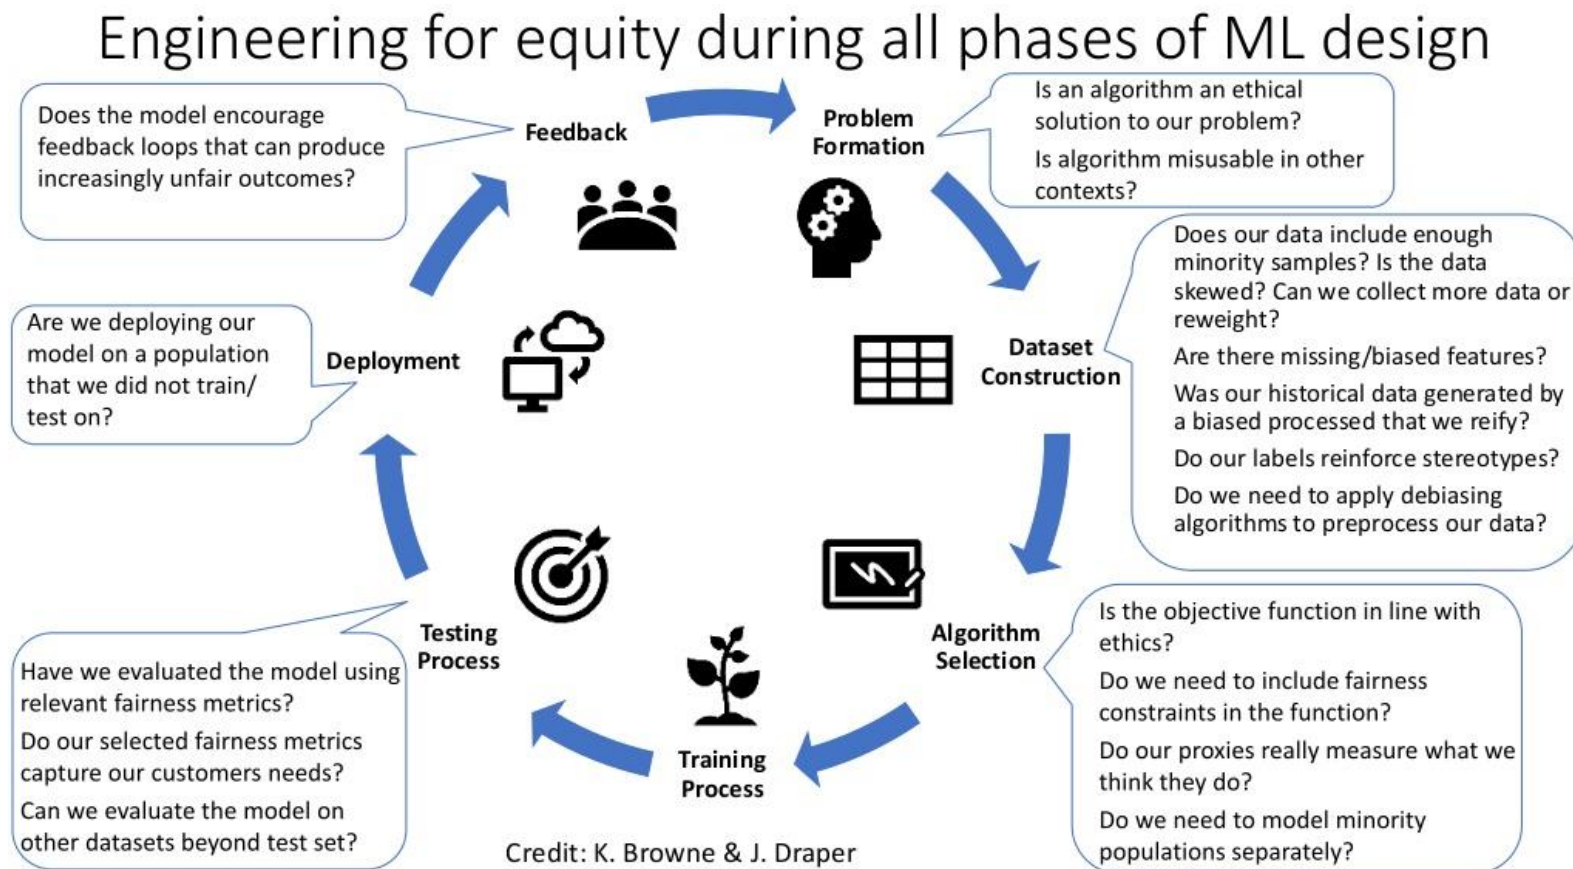 Engineering for equity during all phases of ML design
Feedback
Does the model encourage
feedback loops that can produce
increasingly unfair outcomes?
Problem
Formation
Is an algorithm an ethical
solution to our problem?
Is algorithm misusable in other
contexts?
Dataset
Construction
Does our data include enough
minority samples? Is the data
skewed? Can we collect more data or
reweight?
Are there missing/biased features?
Was our historical data generated by
a biased processed that we reify?
Do our labels reinforce stereotypes?
Do we need to apply debiasing
algorithms to preprocess our data?
Algorithm
Selection
Is the objective function in line with
ethics?
Do we need to include fairness
constraints in the function?
Do our proxies really measure what we
think they do?
Do we need to model minority
populations separately?
Training
Process
Testing
Process
Have we evaluated the model using
relevant fairness metrics?
Do our selected fairness metrics
capture our customers needs?
Can we evaluate the model on
other datasets beyond test set?
Deployment
Are we deploying our
model on a population
that we did not train/
test on?
Credit: K. Browne & J. Draper